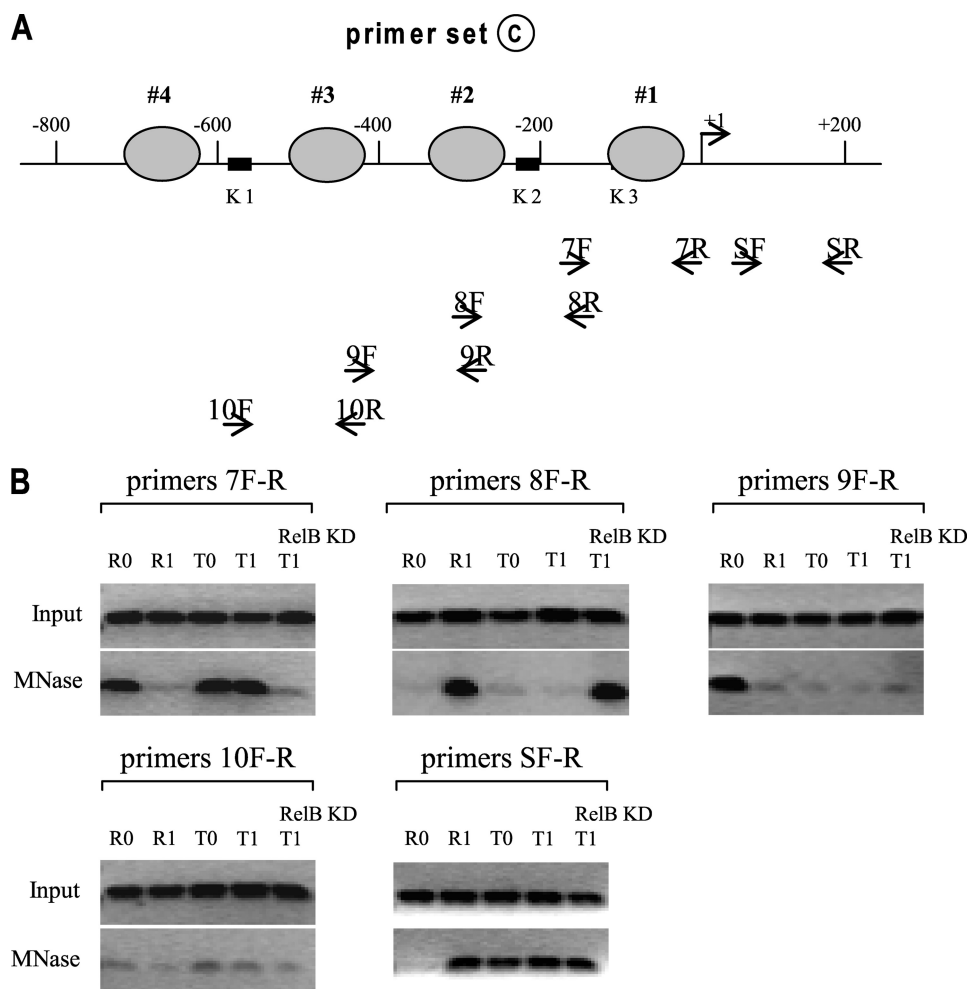 A
primer set C
#4 #3 #2 #1
-800 -600 -400 -200 +1 +200
K 1 K 2 K 3
7F 7R SF SR
8F 8R
9F 9R
10F 10R
B
primers 7F-R primers 8F-R primers 9F-R
RelB KD RelB KD RelB KD
R0 R1 T0 T1 T1 R0 R1 T0 T1 T1 R0 R1 T0 T1 T1
Input
MNase
primers 10F-R primers SF-R
RelB KD RelB KD
R0 R1 T0 T1 T1 R0 R1 T0 T1 T1
Input
MNase